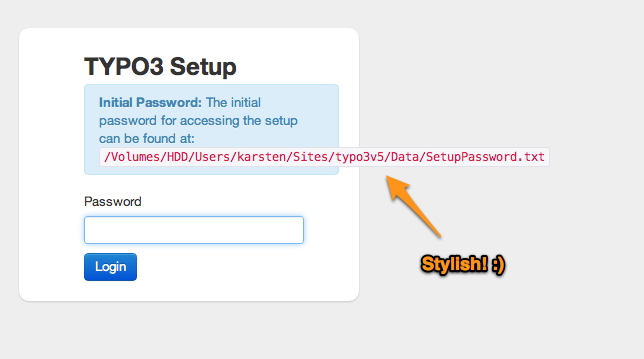 TYPO3 Setup
Initial Password: The initial
password for accessing the setup
can be found at:
/Volumes/HDD/Users/karsten/Sites/typo3v5/Data/SetupPassword.txt
Password
Login
Stylish! :)